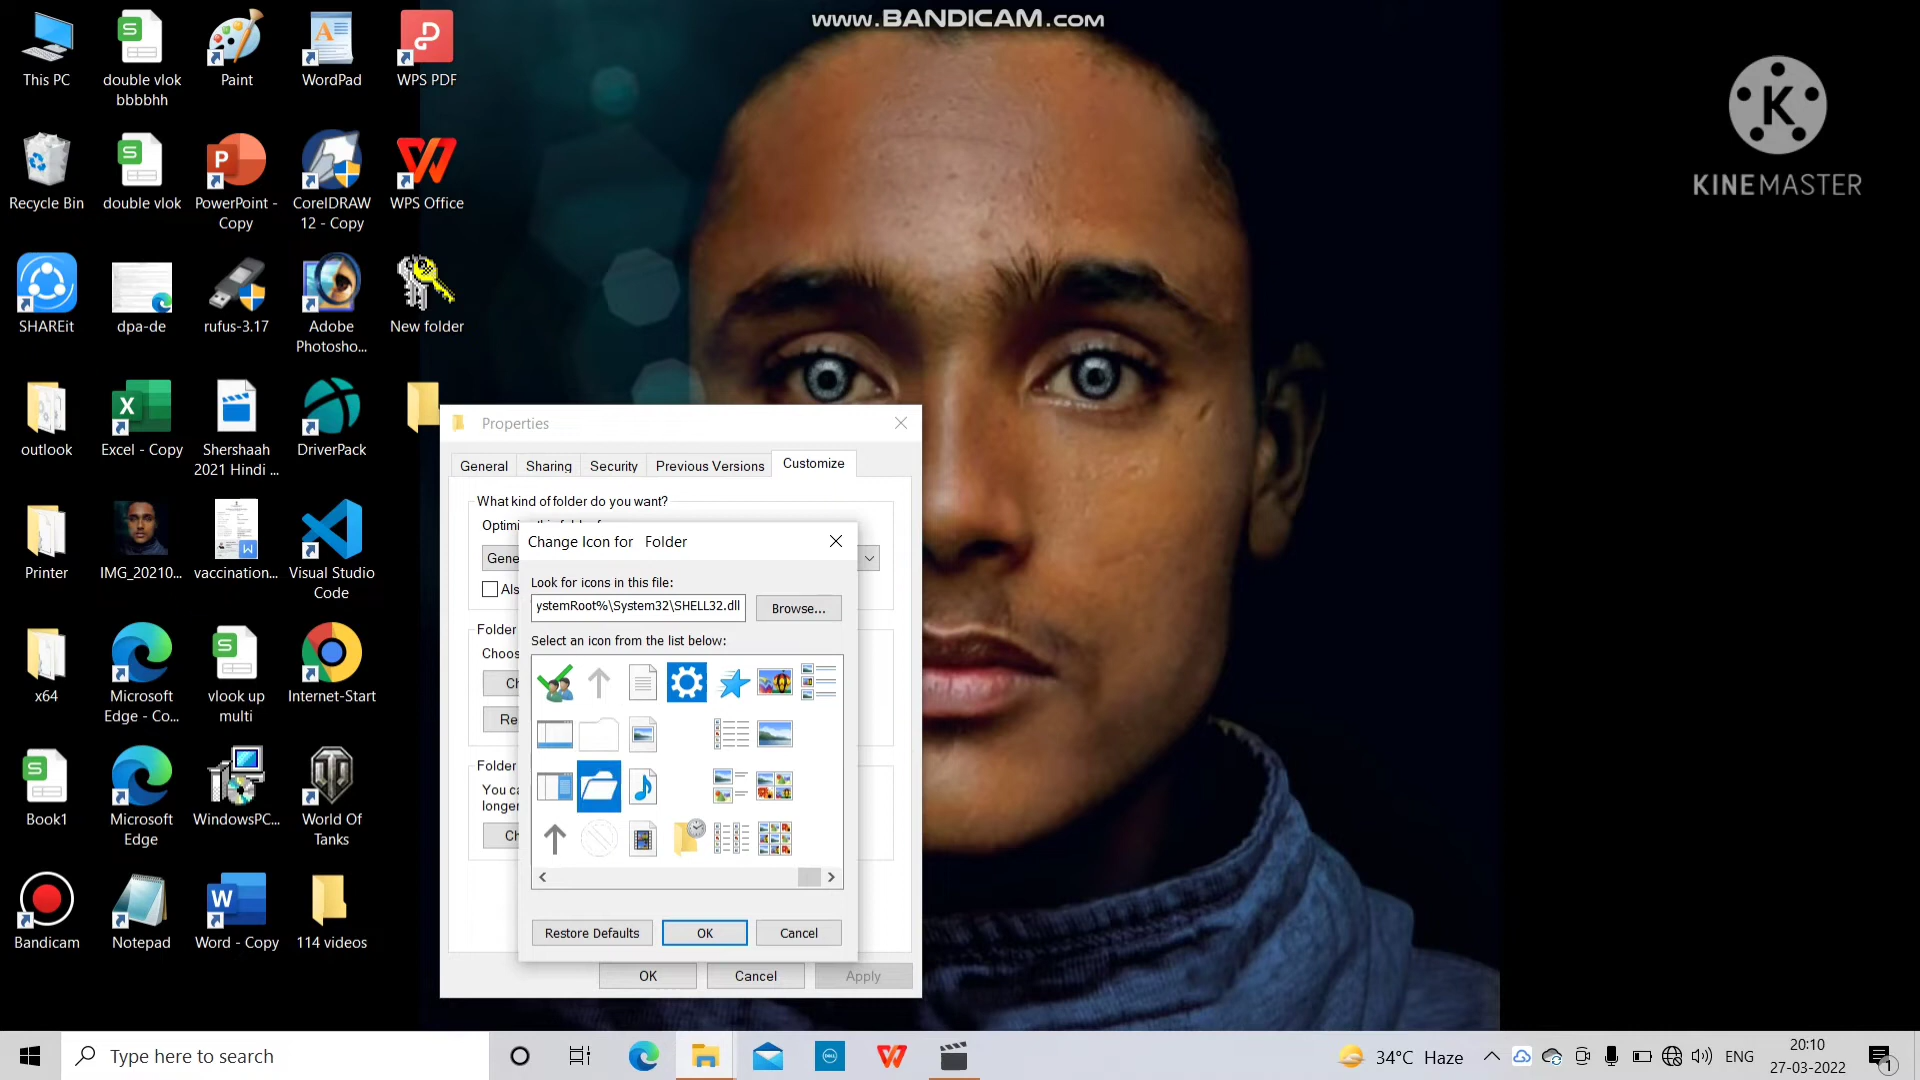 www.BANDICAM.com
K
KINEMASTER
This PC
double vlok
bbbbbhh
Paint
WordPad
WPS PDF
Recycle Bin
double vlok
PowerPoint -
Copy
CorelDRAW
12 - Copy
WPS Office
SHAREit
dpa-de
rufus-3.17
Adobe
Photosho...
New folder
outlook
Excel - Copy
Shershaah
2021 Hindi ...
DriverPack
Printer
IMG_20210...
vaccination...
Visual Studio
Code
x64
Microsoft
Edge - Co...
vlook up
multi
Internet-Start
Book1
Microsoft
Edge
WindowsPC...
World Of
Tanks
Bandicam
Notepad
Word - Copy
114 videos
Properties
General
Sharing
Security
Previous Versions
Customize
What kind of folder do you want?
Optimi
Gene
Als
Folder
Choos
Ch
Re
Folder
You ca
longer
Ch
Change Icon for Folder
Look for icons in this file:
ystemRoot%\System32\SHELL32.dll
Browse...
Select an icon from the list below:
Restore Defaults
OK
Cancel
OK
Cancel
Apply
Type here to search
34°C Haze
ENG
20:10
27-03-2022
1